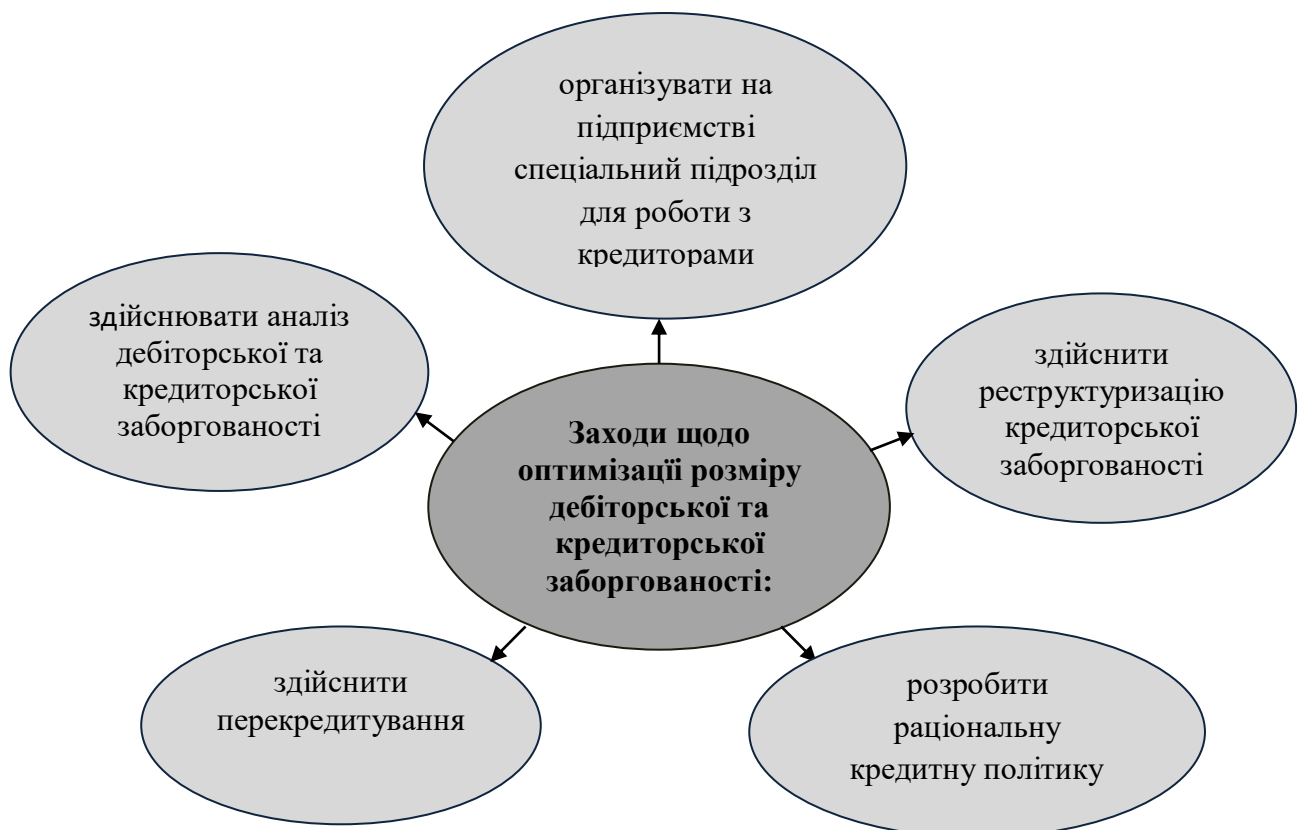 організувати на
підприємстві
спеціальний підрозділ
для роботи з
кредиторами
здійснювати аналіз
дебіторської та
кредиторської
заборгованості
здійснити
реструктуризацію
кредиторської
заборгованості
Заходи щодо
оптимізації розміру
дебіторської та
кредиторської
заборгованості:
здійснити
перекредитування
розробити
раціональну
кредитну політику